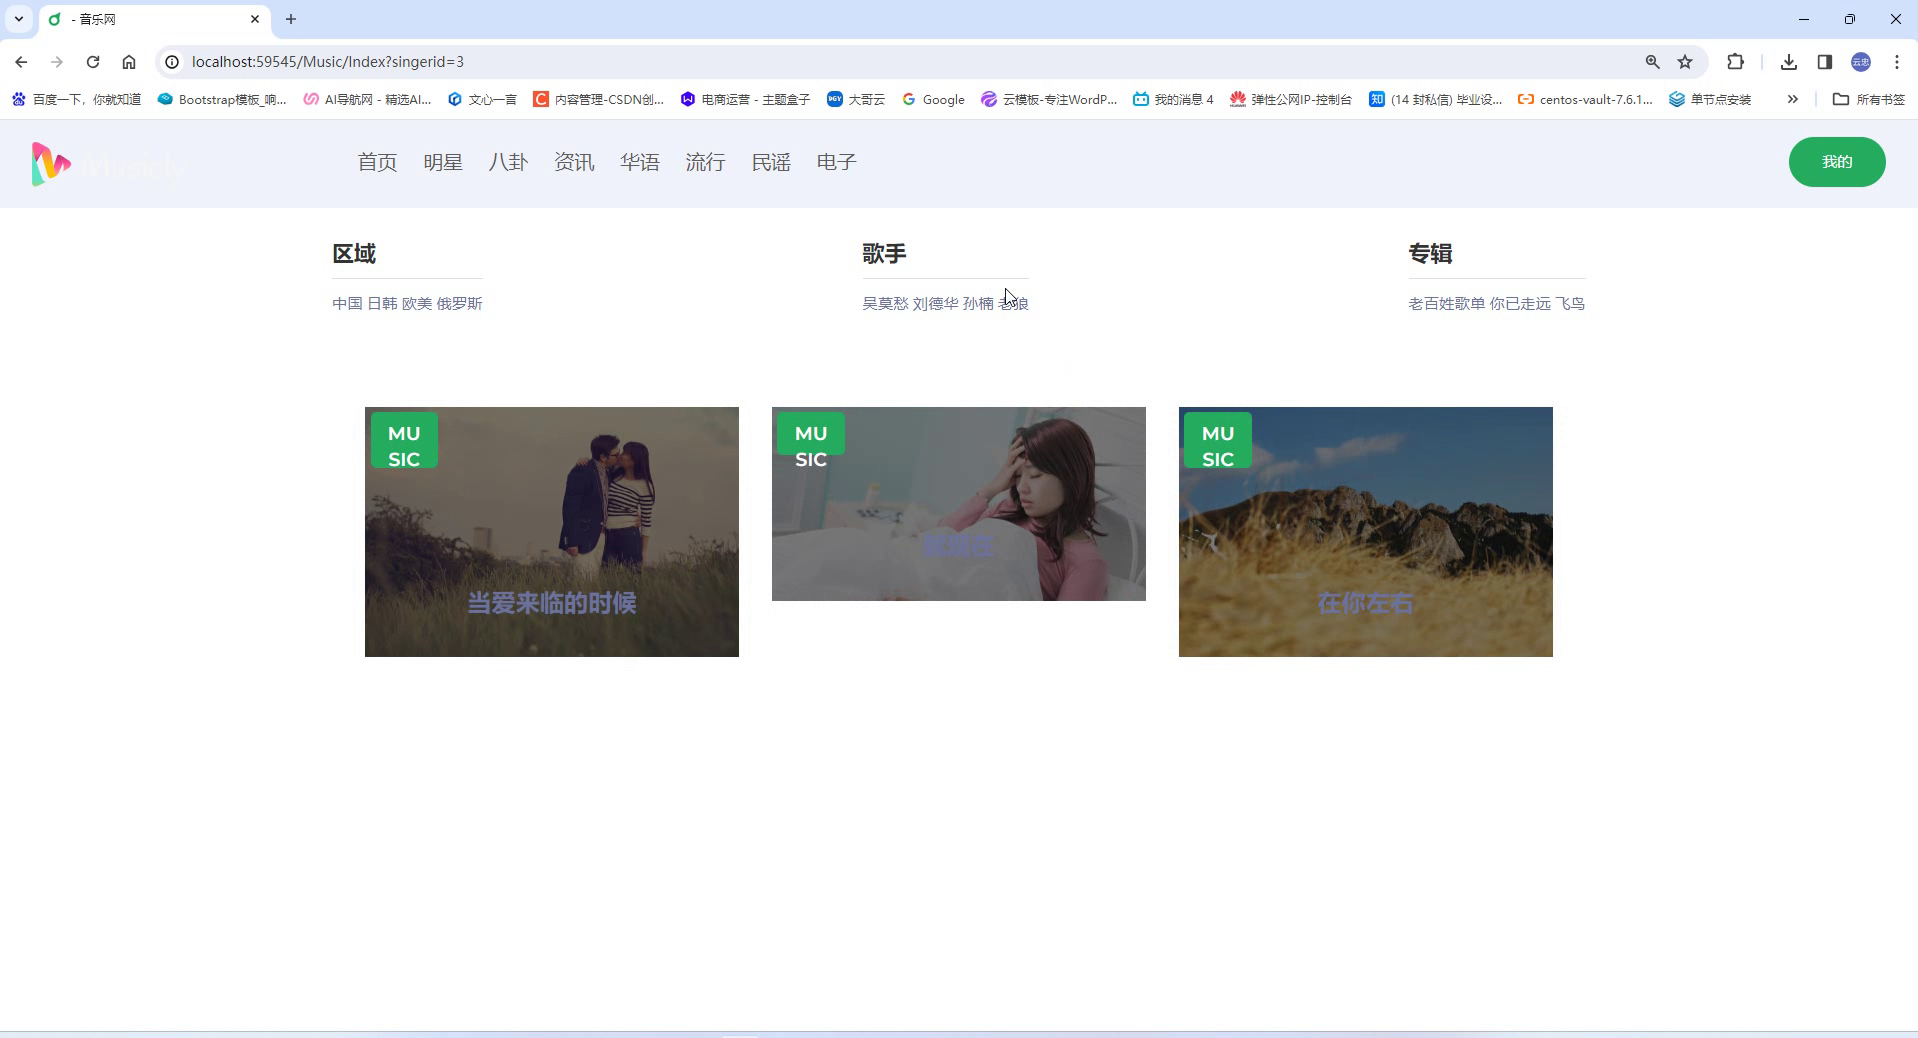 - 音乐网
localhost:59545/Music/Index?singerid=3
云忠
百度一下，你就知道 Bootstrap模板_响... AI导航网 - 精选AI... 文心一言 C 内容管理-CSDN创... 电商运营 - 主题盒子 DGY 大哥云 Google 云模板-专注WordP... 我的消息 4 弹性公网IP-控制台 知 (14 封私信) 毕业设... centos-vault-7.6.1... 单节点安装 » 所有书签
Musicly 首页 明星 八卦 资讯 华语 流行 民谣 电子 我的
区域 歌手 专辑
中国 日韩 欧美 俄罗斯 吴莫愁 刘德华 孙楠 老狼 老百姓歌单 你已走远 飞鸟
MU MU MU
SIC SIC SIC
当爱来临的时候 在你左右